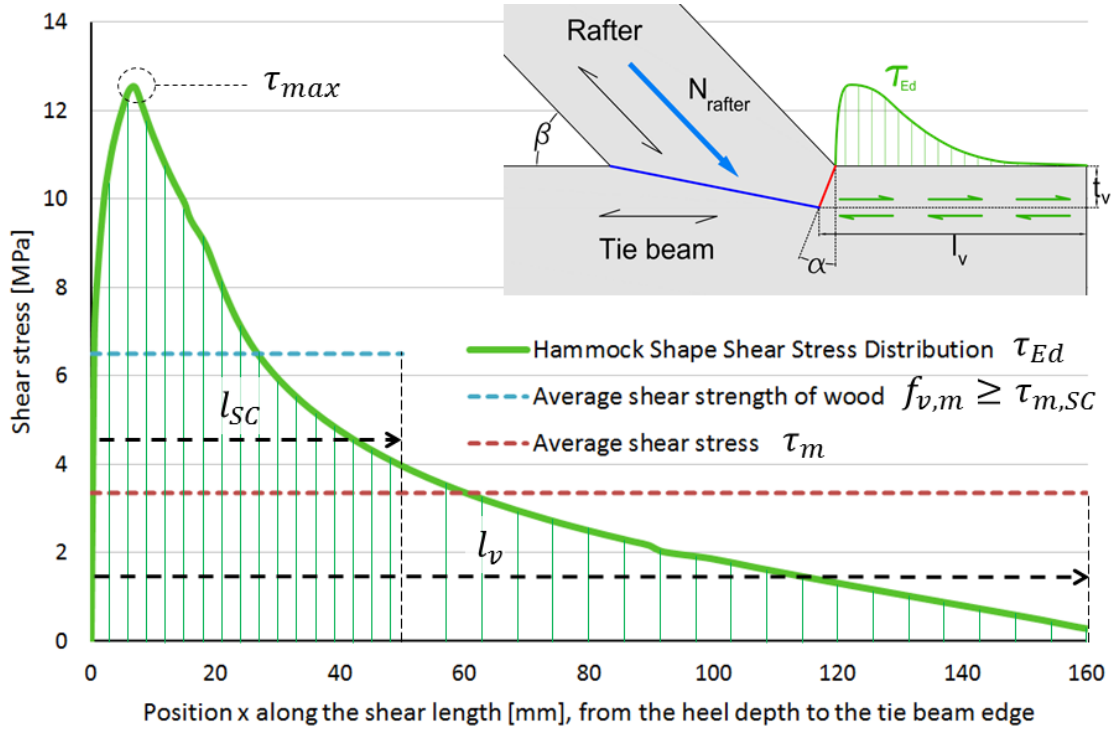 14
12
10
8
6
4
2
0
Shear stress [MPa]
τmax
Rafter
Nrafter
β
Tie beam
α
τEd
tv
lv
Hammock Shape Shear Stress Distribution τEd
Average shear strength of wood fv,m ≥ τm,SC
Average shear stress τm
lSC
lv
0 20 40 60 80 100 120 140 160
Position x along the shear length [mm], from the heel depth to the tie beam edge